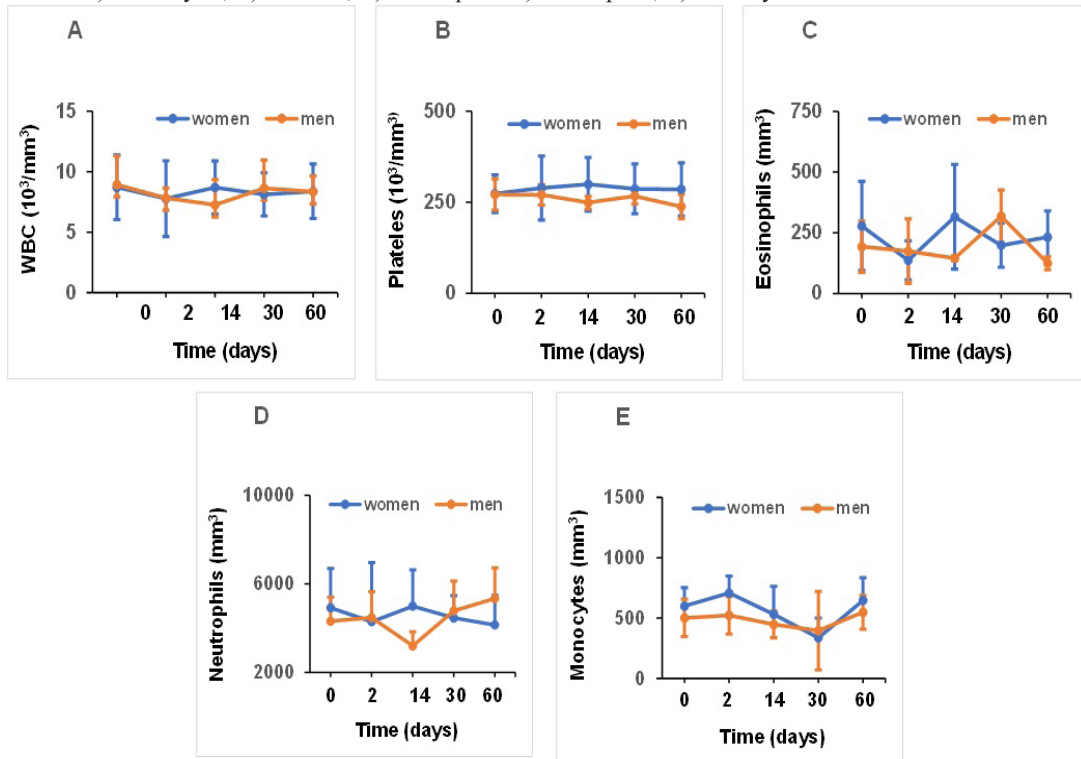 A
WBC (10³/mm³)
15
10
5
0
women men
0 2 14 30 60
Time (days)
B
Plateles (10³/mm³)
500
250
0
women men
0 2 14 30 60
Time (days)
C
Eosinophils (mm³)
750
500
250
0
women men
0 2 14 30 60
Time (days)
D
Neutrophils (mm³)
10000
6000
2000
women men
0 2 14 30 60
Time (days)
E
Monocytes (mm³)
1500
1000
500
0
women men
0 2 14 30 60
Time (days)